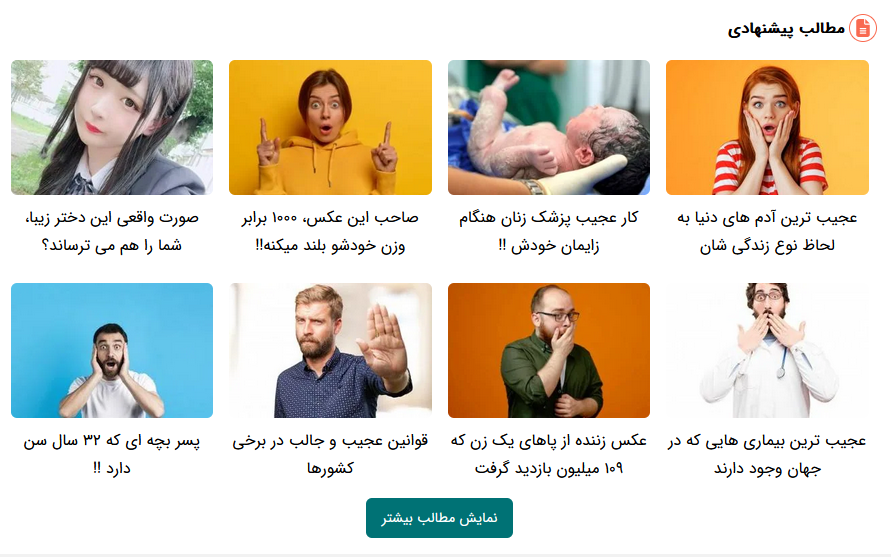 مطالب پیشنهادی
عجیب ترین آدم های دنیا به
لحاظ نوع زندگی شان
کار عجیب پزشک زنان هنگام
زایمان خودش !!
صاحب این عکس، ۱۰۰۰ برابر
وزن خودشو بلند میکنه!!
صورت واقعی این دختر زیبا،
شما را هم می ترساند؟
عجیب ترین بیماری هایی که در
جهان وجود دارند
عکس زننده از پاهای یک زن که
۱۰۹ میلیون بازدید گرفت
قوانین عجیب و جالب در برخی
کشورها
پسر بچه ای که ۳۲ سال سن
دارد !!
نمایش مطالب بیشتر